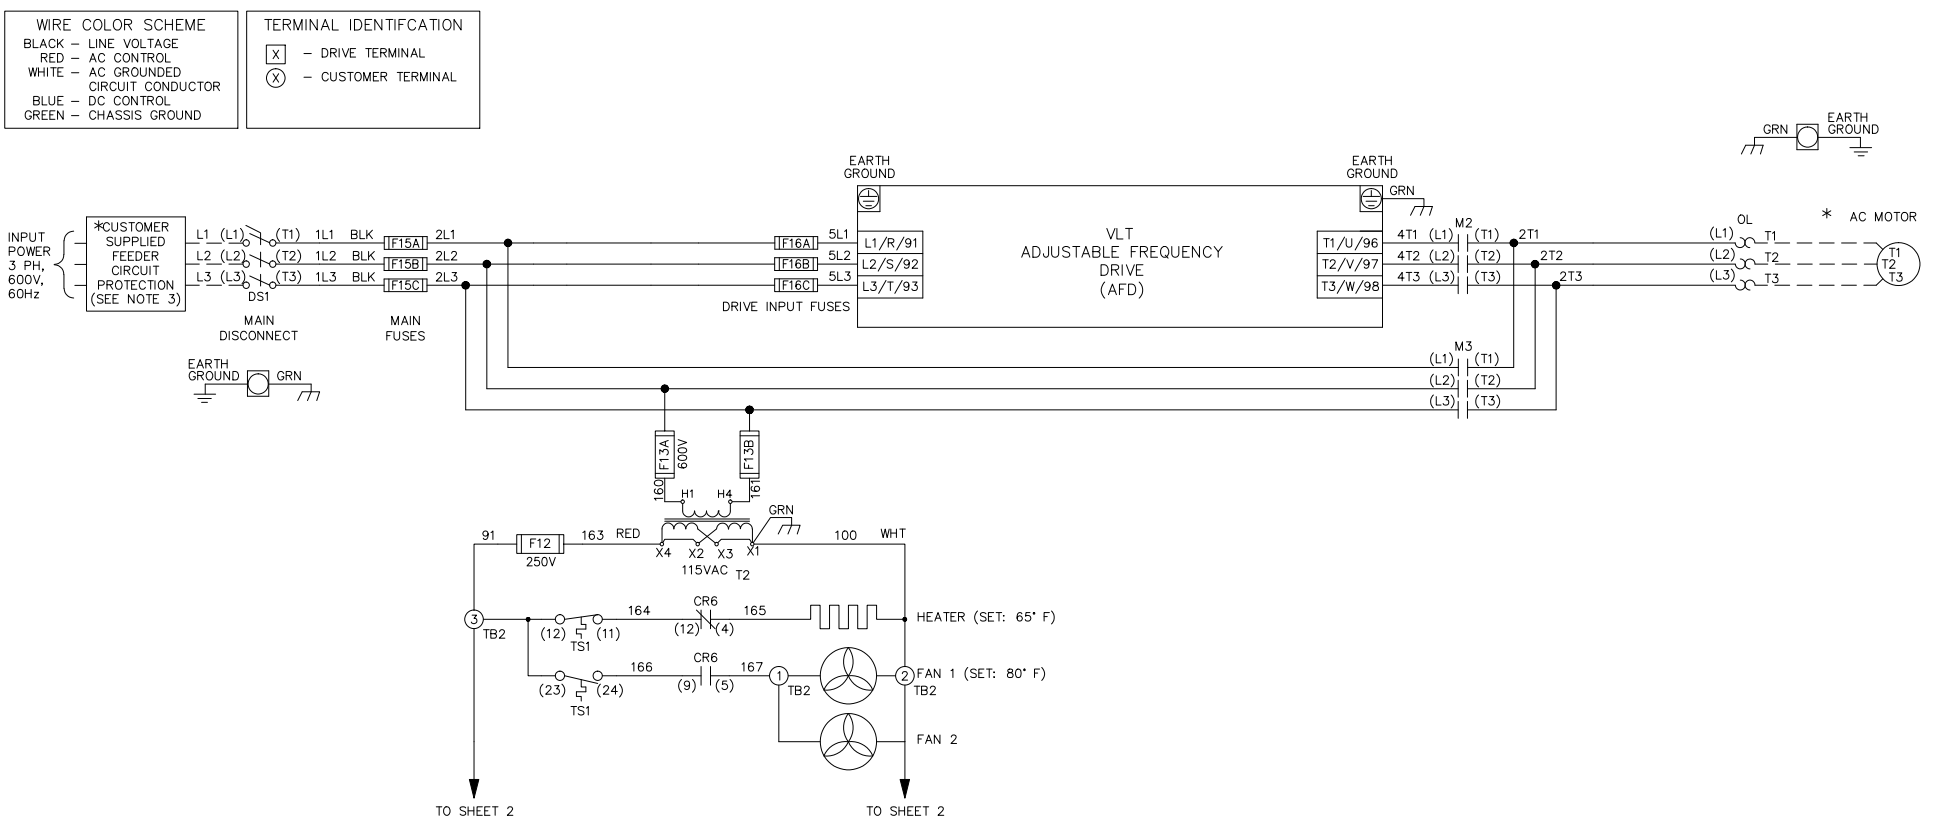 WIRE COLOR SCHEME
BLACK – LINE VOLTAGE
RED – AC CONTROL
WHITE – AC GROUNDED
CIRCUIT CONDUCTOR
BLUE – DC CONTROL
GREEN – CHASSIS GROUND
TERMINAL IDENTIFCATION
X – DRIVE TERMINAL
X – CUSTOMER TERMINAL
GRN
EARTH
GROUND
INPUT
POWER
3 PH,
600V,
60Hz
*CUSTOMER
SUPPLIED
FEEDER
CIRCUIT
PROTECTION
(SEE NOTE 3)
L1 (L1) (T1) 1L1 BLK F15A 2L1
L2 (L2) (T2) 1L2 BLK F15B 2L2
L3 (L3) (T3) 1L3 BLK F15C 2L3
DS1
MAIN
DISCONNECT
MAIN
FUSES
EARTH
GROUND
GRN
F16A 5L1
F16B 5L2
F16C 5L3
DRIVE INPUT FUSES
EARTH
GROUND
EARTH
GROUND
GRN
L1/R/91
L2/S/92
L3/T/93
VLT
ADJUSTABLE FREQUENCY
DRIVE
(AFD)
T1/U/96
T2/V/97
T3/W/98
M2
4T1 (L1) (T1) 2T1
4T2 (L2) (T2) 2T2
4T3 (L3) (T3) 2T3
OL
(L1) T1
(L2) T2
(L3) T3
* AC MOTOR
T1
T2
T3
M3
(L1) (T1)
(L2) (T2)
(L3) (T3)
F13A
600V
F13B
160
161
H1 H4
GRN
91 F12 163 RED
250V
X4 X2 X3 X1
115VAC T2
100 WHT
3
TB2
(12) (11)
TS1
164
CR6
(12) (4)
165
HEATER (SET: 65° F)
(23) (24)
TS1
166
CR6
(9) (5)
167
1
TB2
2
TB2
FAN 1 (SET: 80° F)
FAN 2
TO SHEET 2
TO SHEET 2